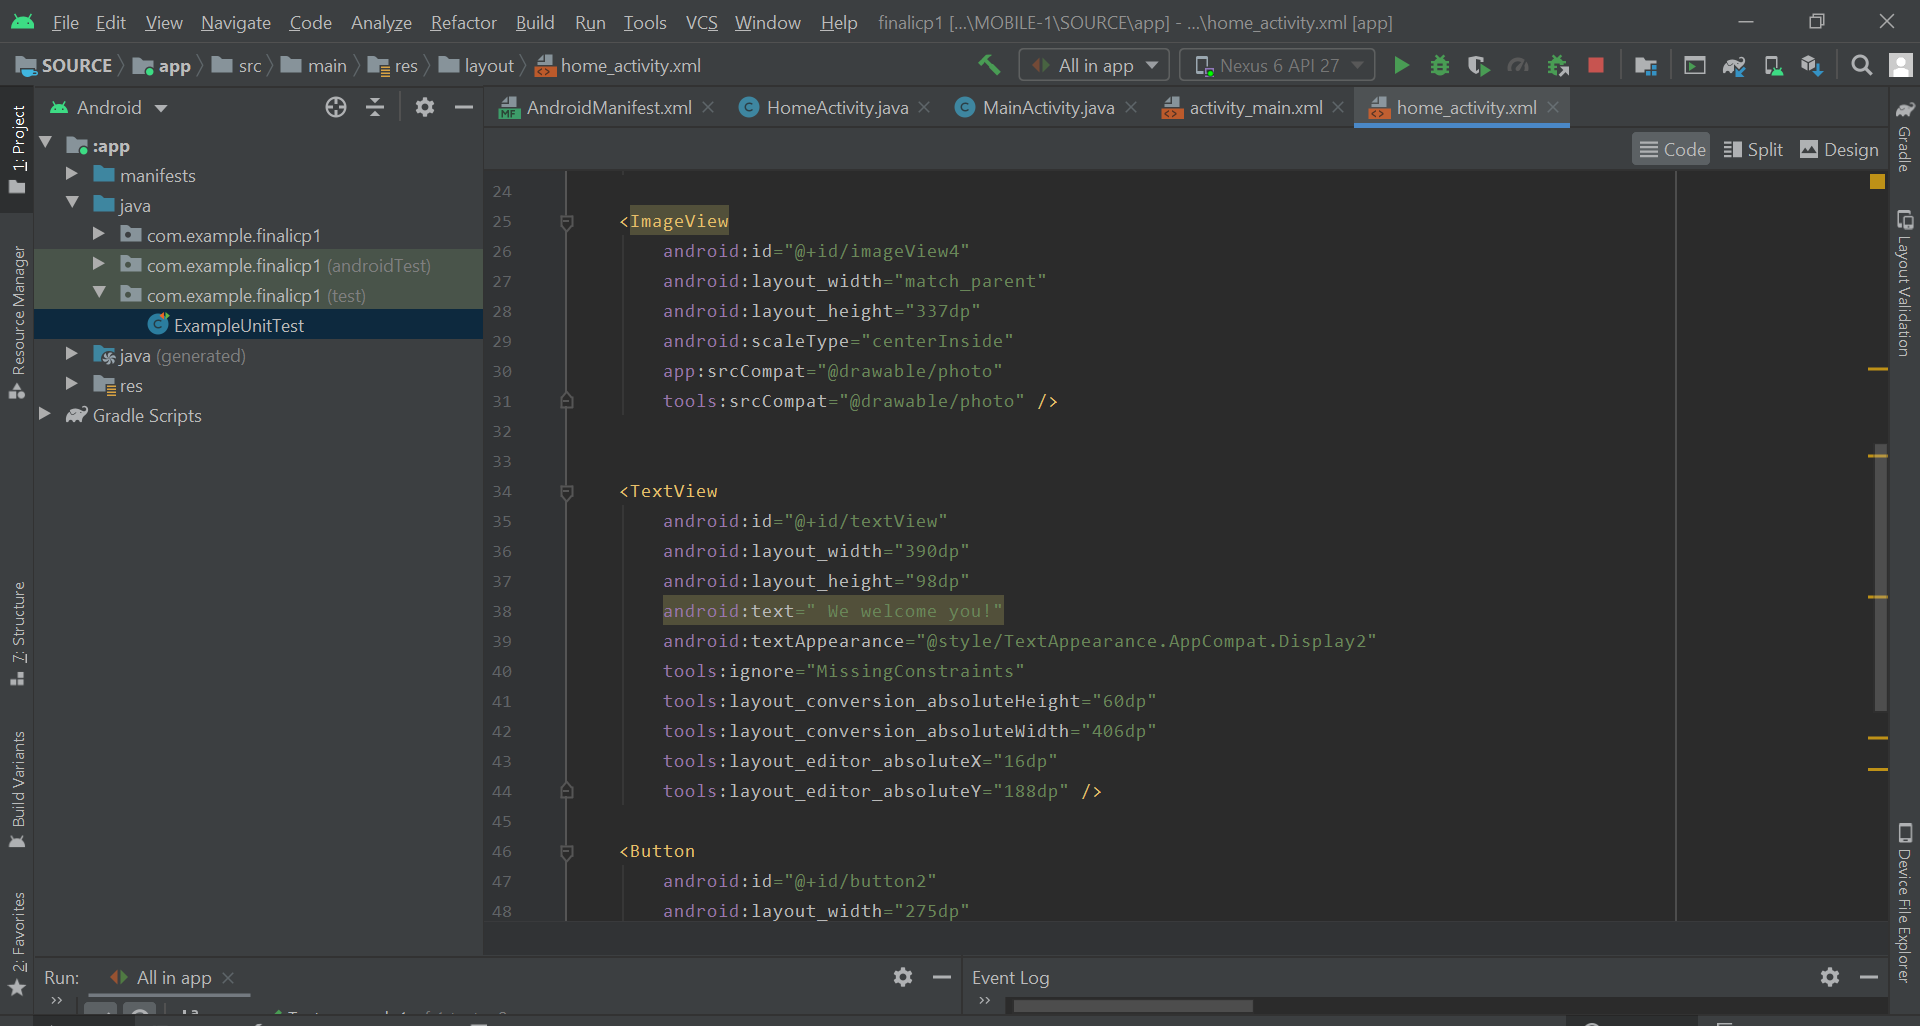 File Edit View Navigate Code Analyze Refactor Build Run Tools VCS Window Help finalicp1 [...\MOBILE-1\SOURCE\app] - ...\home_activity.xml [app]
SOURCE app src main res layout home_activity.xml All in app Nexus 6 API 27
Android
AndroidManifest.xml HomeActivity.java MainActivity.java activity_main.xml home_activity.xml
Code Split Design
1: Project
Resource Manager
7: Structure
Build Variants
2: Favorites
:app
manifests
java
com.example.finalicp1
com.example.finalicp1 (androidTest)
com.example.finalicp1 (test)
ExampleUnitTest
java (generated)
res
Gradle Scripts
24
25 <ImageView
26 android:id="@+id/imageView4"
27 android:layout_width="match_parent"
28 android:layout_height="337dp"
29 android:scaleType="centerInside"
30 app:srcCompat="@drawable/photo"
31 tools:srcCompat="@drawable/photo" />
32
33
34 <TextView
35 android:id="@+id/textView"
36 android:layout_width="390dp"
37 android:layout_height="98dp"
38 android:text=" We welcome you!"
39 android:textAppearance="@style/TextAppearance.AppCompat.Display2"
40 tools:ignore="MissingConstraints"
41 tools:layout_conversion_absoluteHeight="60dp"
42 tools:layout_conversion_absoluteWidth="406dp"
43 tools:layout_editor_absoluteX="16dp"
44 tools:layout_editor_absoluteY="188dp" />
45
46 <Button
47 android:id="@+id/button2"
48 android:layout_width="275dp"
Gradle
Layout Validation
Device File Explorer
Run: All in app
Event Log